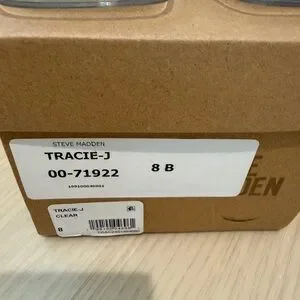 STEVE MADDEN
TRACIE-J
00-71922
8 B
TRACIE-J
CLEAR
8